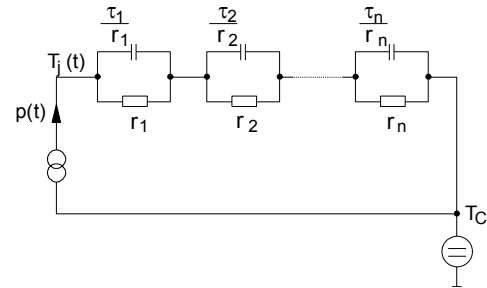 τ1 τ2 τn
r1 r2 rn
Tj (t)
r1 r2 rn
p(t)
TC